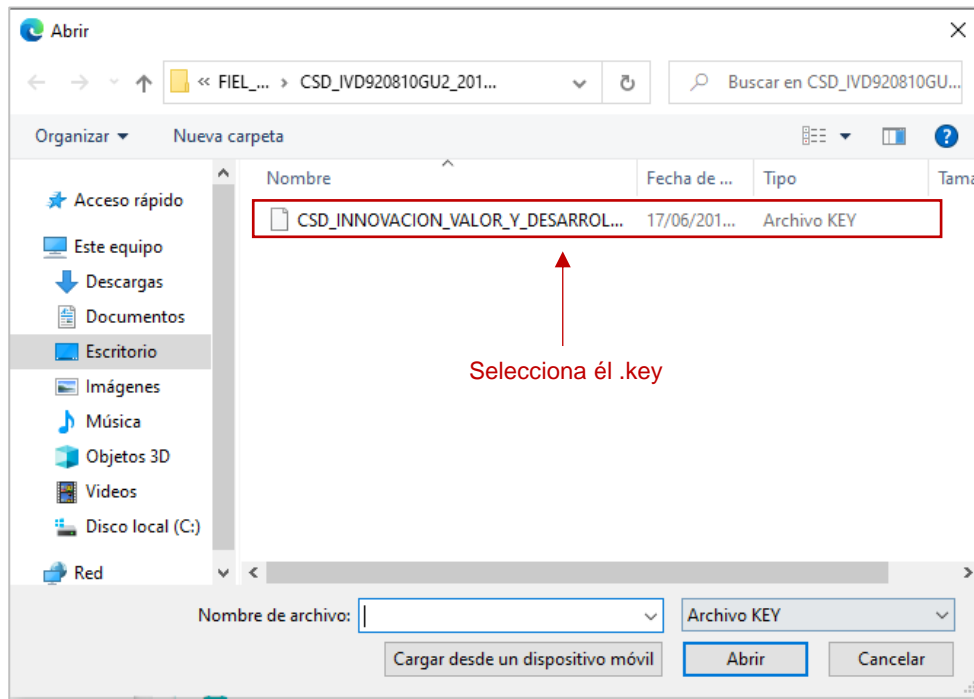 Abrir
« FIEL_... › CSD_IVD920810GU2_201...
Buscar en CSD_IVD920810GU...
Organizar
Nueva carpeta
Nombre
Fecha de ...
Tipo
Tama
Acceso rápido
Este equipo
Descargas
Documentos
Escritorio
Imágenes
Música
Objetos 3D
Videos
Disco local (C:)
Red
CSD_INNOVACION_VALOR_Y_DESARROL...
17/06/201...
Archivo KEY
Selecciona él .key
Nombre de archivo:
Archivo KEY
Cargar desde un dispositivo móvil
Abrir
Cancelar